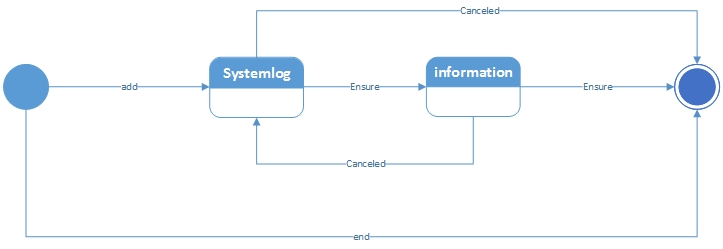 Canceled
Systemlog
information
add
Ensure
Ensure
Canceled
end